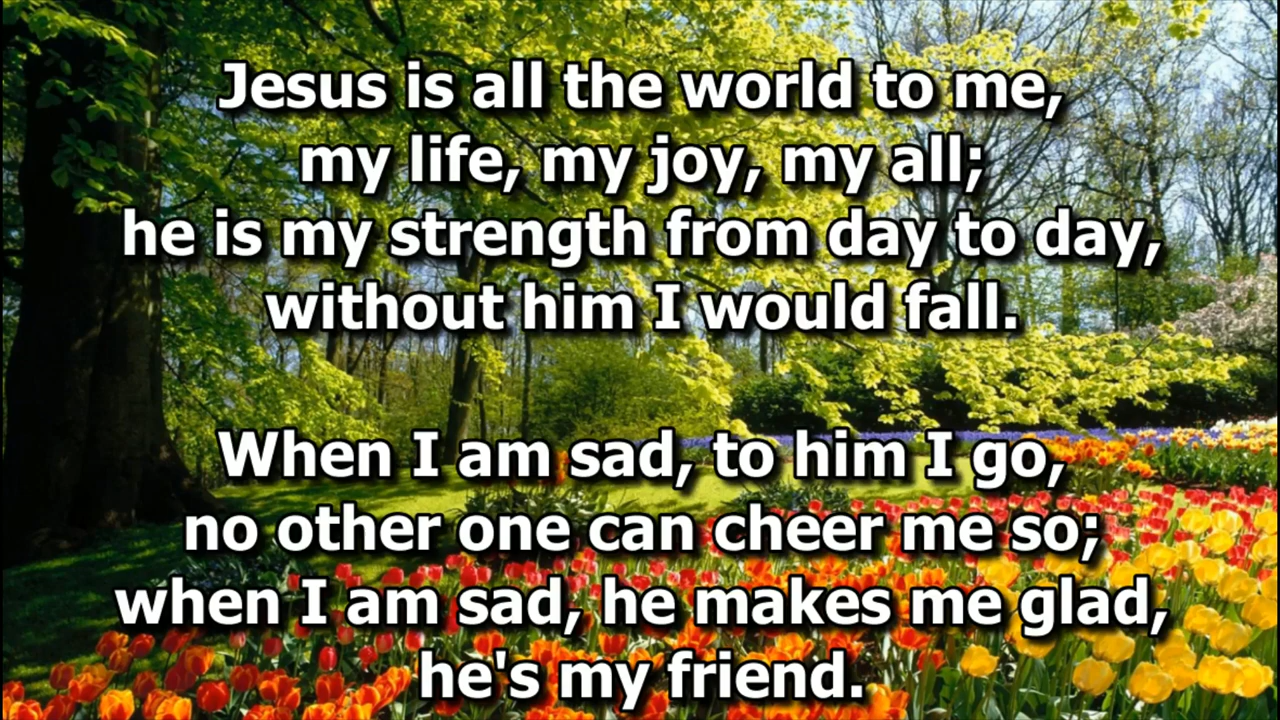 Jesus is all the world to me,
my life, my joy, my all;
he is my strength from day to day,
without him I would fall.
When I am sad, to him I go,
no other one can cheer me so;
when I am sad, he makes me glad,
he's my friend.